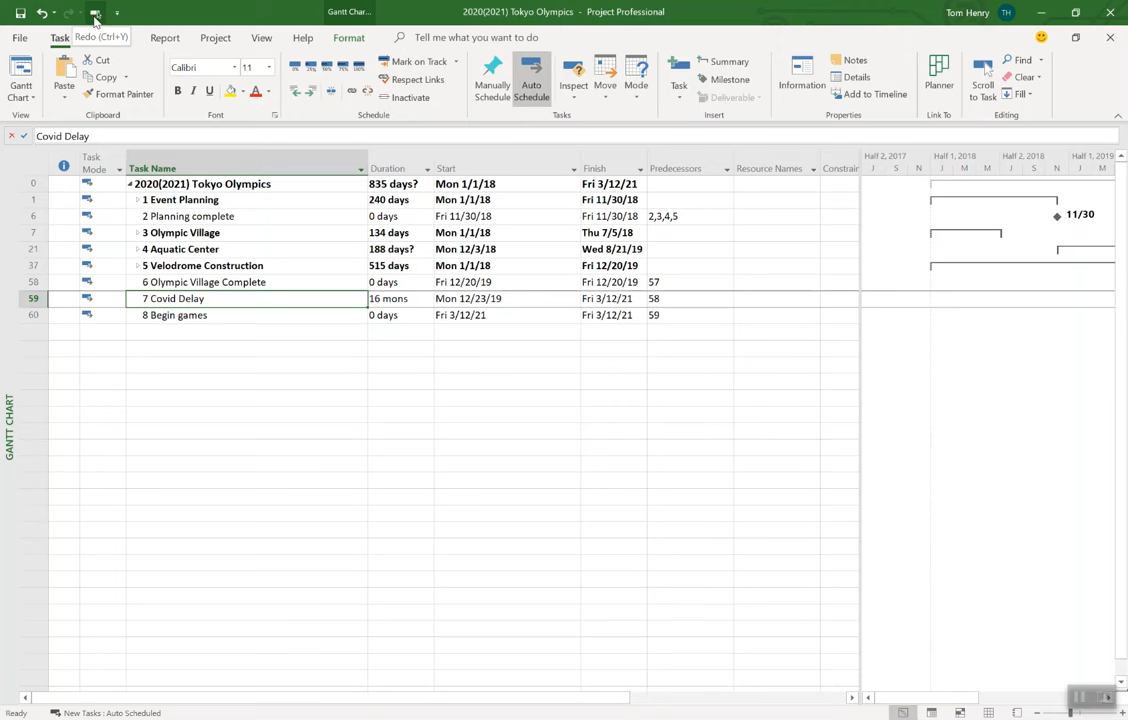 Gantt Char...
2020(2021) Tokyo Olympics - Project Professional
Tom Henry
TH
Redo (Ctrl+Y)
File
Task
Report
Project
View
Help
Format
Tell me what you want to do
Gantt
Chart
View
Paste
Cut
Copy
Format Painter
Clipboard
Calibri
11
B I U
A
Font
0% 25% 50% 75% 100%
Mark on Track
Respect Links
Inactivate
Schedule
Manually
Schedule
Auto
Schedule
Inspect
Move
Mode
Tasks
Task
Summary
Milestone
Deliverable
Insert
Information
Notes
Details
Add to Timeline
Properties
Planner
Link To
Scroll
to Task
Find
Clear
Fill
Editing
Covid Delay
Task
Mode
Task Name
Duration
Start
Finish
Predecessors
Resource Names
Constrain
Half 2, 2017
Half 1, 2018
Half 2, 2018
Half 1, 2019
J S N J M M J S N J M
0 2020(2021) Tokyo Olympics 835 days? Mon 1/1/18 Fri 3/12/21
1 1 Event Planning 240 days Mon 1/1/18 Fri 11/30/18
6 2 Planning complete 0 days Fri 11/30/18 Fri 11/30/18 2,3,4,5 11/30
7 3 Olympic Village 134 days Mon 1/1/18 Thu 7/5/18
21 4 Aquatic Center 188 days? Mon 12/3/18 Wed 8/21/19
37 5 Velodrome Construction 515 days Mon 1/1/18 Fri 12/20/19
58 6 Olympic Village Complete 0 days Fri 12/20/19 Fri 12/20/19 57
59 7 Covid Delay 16 mons Mon 12/23/19 Fri 3/12/21 58
60 8 Begin games 0 days Fri 3/12/21 Fri 3/12/21 59
GANTT CHART
Ready
New Tasks : Auto Scheduled